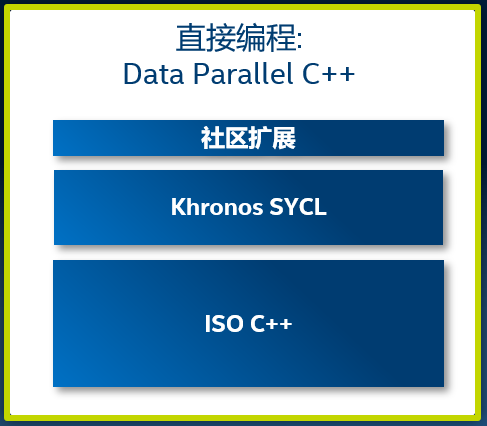 直接编程:
Data Parallel C++
社区扩展
Khronos SYCL
ISO C++